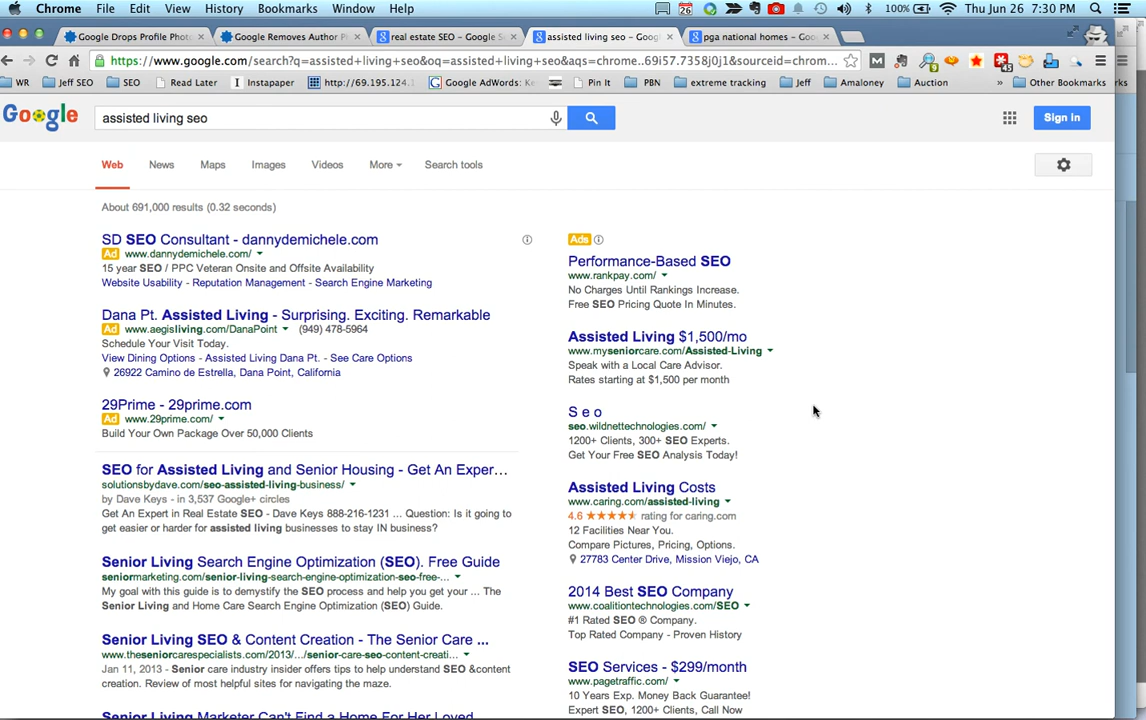 Chrome File Edit View History Bookmarks Window Help 26 100% Thu Jun 26 7:30 PM
Google Drops Profile Phot × Google Removes Author P × real estate SEO - Google S × assisted living seo - Goog × pga national homes - Goo ×
https://www.google.com/search?q=assisted+living+seo&oq=assisted+living+seo&aqs=chrome..69i57.7358j0j1&sourceid=chrom...
WR Jeff SEO SEO Read Later Instapaper http://69.195.124.1 Google AdWords: Ke Pin It PBN extreme tracking Jeff Amaloney Auction » Other Bookmarks
Google assisted living seo Sign in
Web News Maps Images Videos More Search tools
About 691,000 results (0.32 seconds)
SD SEO Consultant - dannydemichele.com
Ad www.dannydemichele.com/
15 year SEO / PPC Veteran Onsite and Offsite Availability
Website Usability - Reputation Management - Search Engine Marketing
Dana Pt. Assisted Living - Surprising. Exciting. Remarkable
Ad www.aegisliving.com/DanaPoint (949) 478-5964
Schedule Your Visit Today.
View Dining Options - Assisted Living Dana Pt. - See Care Options
26922 Camino de Estrella, Dana Point, California
29Prime - 29prime.com
Ad www.29prime.com/
Build Your Own Package Over 50,000 Clients
SEO for Assisted Living and Senior Housing - Get An Exper...
solutionsbydave.com/seo-assisted-living-business/
by Dave Keys - in 3,537 Google+ circles
Get An Expert in Real Estate SEO - Dave Keys 888-216-1231 ... Question: Is it going to
get easier or harder for assisted living businesses to stay IN business?
Senior Living Search Engine Optimization (SEO). Free Guide
seniormarketing.com/senior-living-search-engine-optimization-seo-free-...
My goal with this guide is to demystify the SEO process and help you get your ... The
Senior Living and Home Care Search Engine Optimization (SEO) Guide.
Senior Living SEO & Content Creation - The Senior Care ...
www.theseniorcarespecialists.com/2013/.../senior-care-seo-content-creati...
Jan 11, 2013 - Senior care industry insider offers tips to help understand SEO &content
creation. Review of most helpful sites for navigating the maze.
Senior Living Marketer Can't Find a Home For Her Loved
Ads
Performance-Based SEO
www.rankpay.com/
No Charges Until Rankings Increase.
Free SEO Pricing Quote In Minutes.
Assisted Living $1,500/mo
www.myseniorcare.com/Assisted-Living
Speak with a Local Care Advisor.
Rates starting at $1,500 per month
S e o
seo.wildnettechnologies.com/
1200+ Clients, 300+ SEO Experts.
Get Your Free SEO Analysis Today!
Assisted Living Costs
www.caring.com/assisted-living
4.6 ★★★★★ rating for caring.com
12 Facilities Near You.
Compare Pictures, Pricing, Options.
27783 Center Drive, Mission Viejo, CA
2014 Best SEO Company
www.coalitiontechnologies.com/SEO
#1 Rated SEO ® Company.
Top Rated Company - Proven History
SEO Services - $299/month
www.pagetraffic.com/
10 Years Exp. Money Back Guarantee!
Expert SEO, 1200+ Clients, Call Now